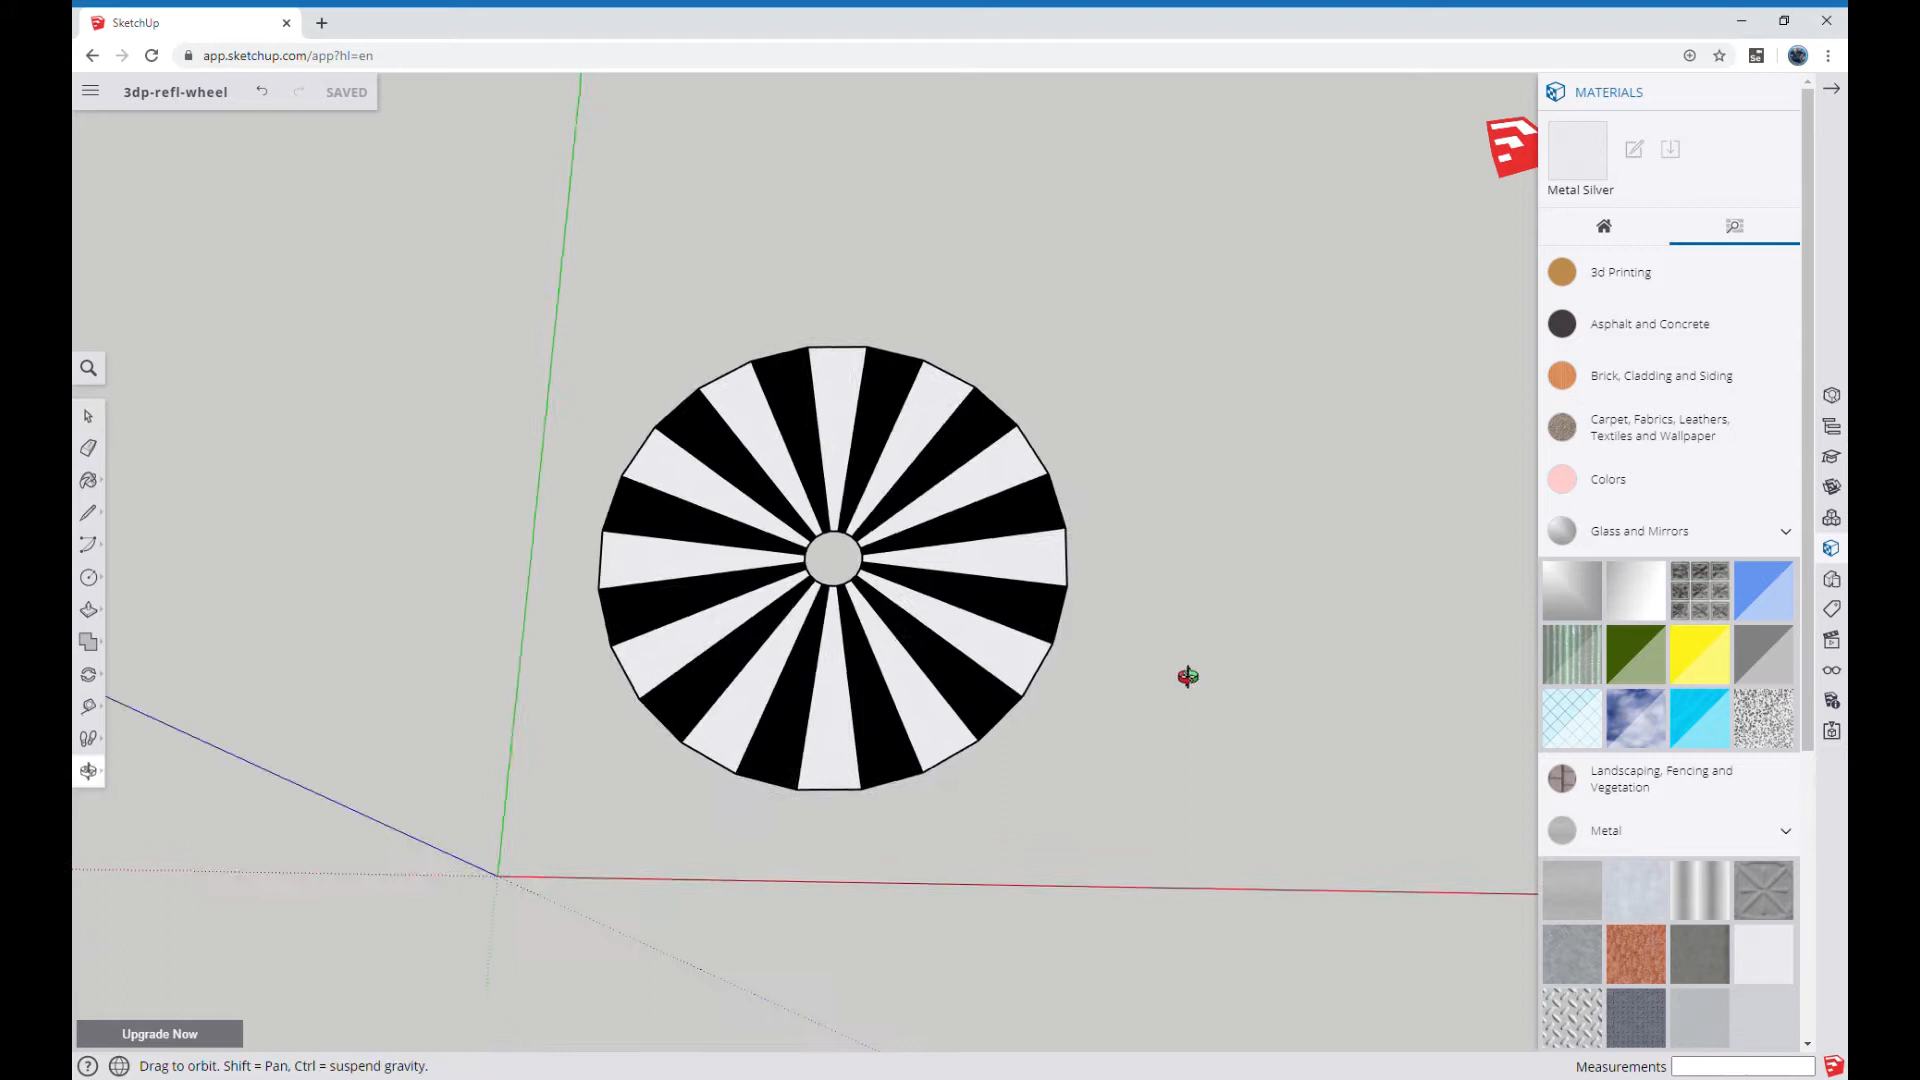 SketchUp
app.sketchup.com/app?hl=en
Se
3dp-refl-wheel
SAVED
MATERIALS
Metal Silver
3d Printing
Asphalt and Concrete
Brick, Cladding and Siding
Carpet, Fabrics, Leathers,
Textiles and Wallpaper
Colors
Glass and Mirrors
Landscaping, Fencing and
Vegetation
Metal
Upgrade Now
Drag to orbit. Shift = Pan, Ctrl = suspend gravity.
Measurements